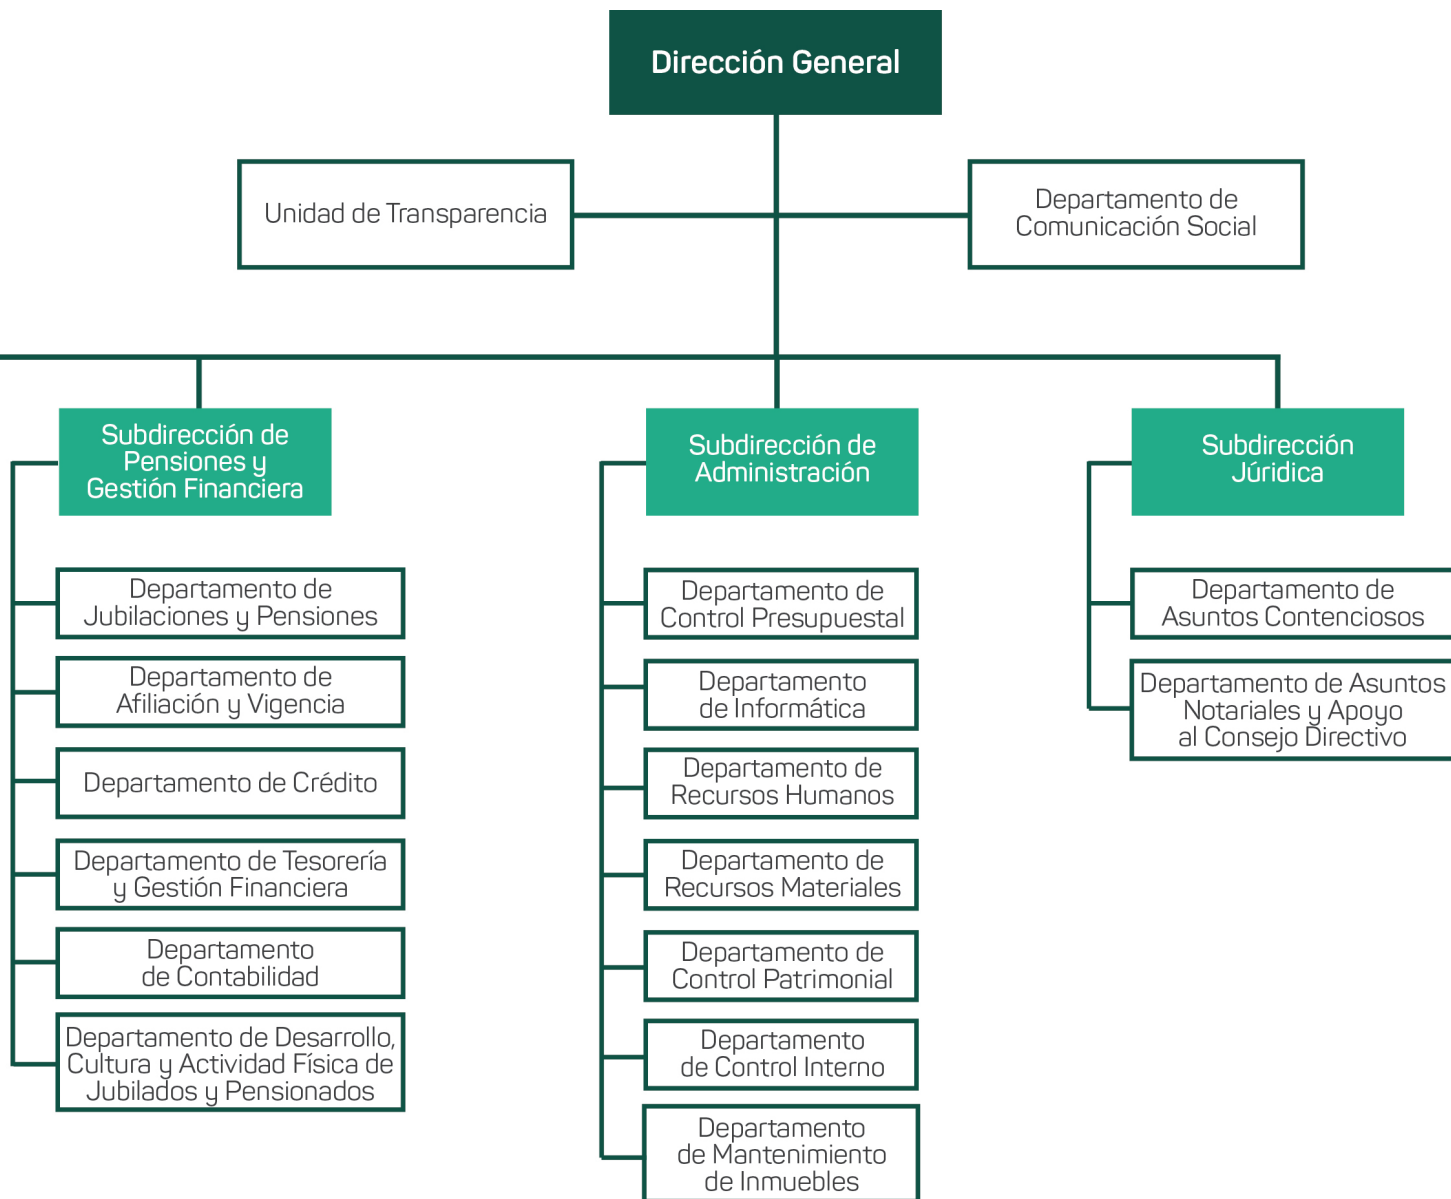 Dirección General
Unidad de Transparencia
Departamento de
Comunicación Social
Subdirección de
Pensiones y
Gestión Financiera
Departamento de
Jubilaciones y Pensiones
Departamento de
Afiliación y Vigencia
Departamento de Crédito
Departamento de Tesorería
y Gestión Financiera
Departamento
de Contabilidad
Departamento de Desarrollo,
Cultura y Actividad Física de
Jubilados y Pensionados
Subdirección de
Administración
Departamento de
Control Presupuestal
Departamento
de Informática
Departamento de
Recursos Humanos
Departamento de
Recursos Materiales
Departamento de
Control Patrimonial
Departamento
de Control Interno
Departamento
de Mantenimiento
de Inmuebles
Subdirección
Júridica
Departamento de
Asuntos Contenciosos
Departamento de Asuntos
Notariales y Apoyo
al Consejo Directivo